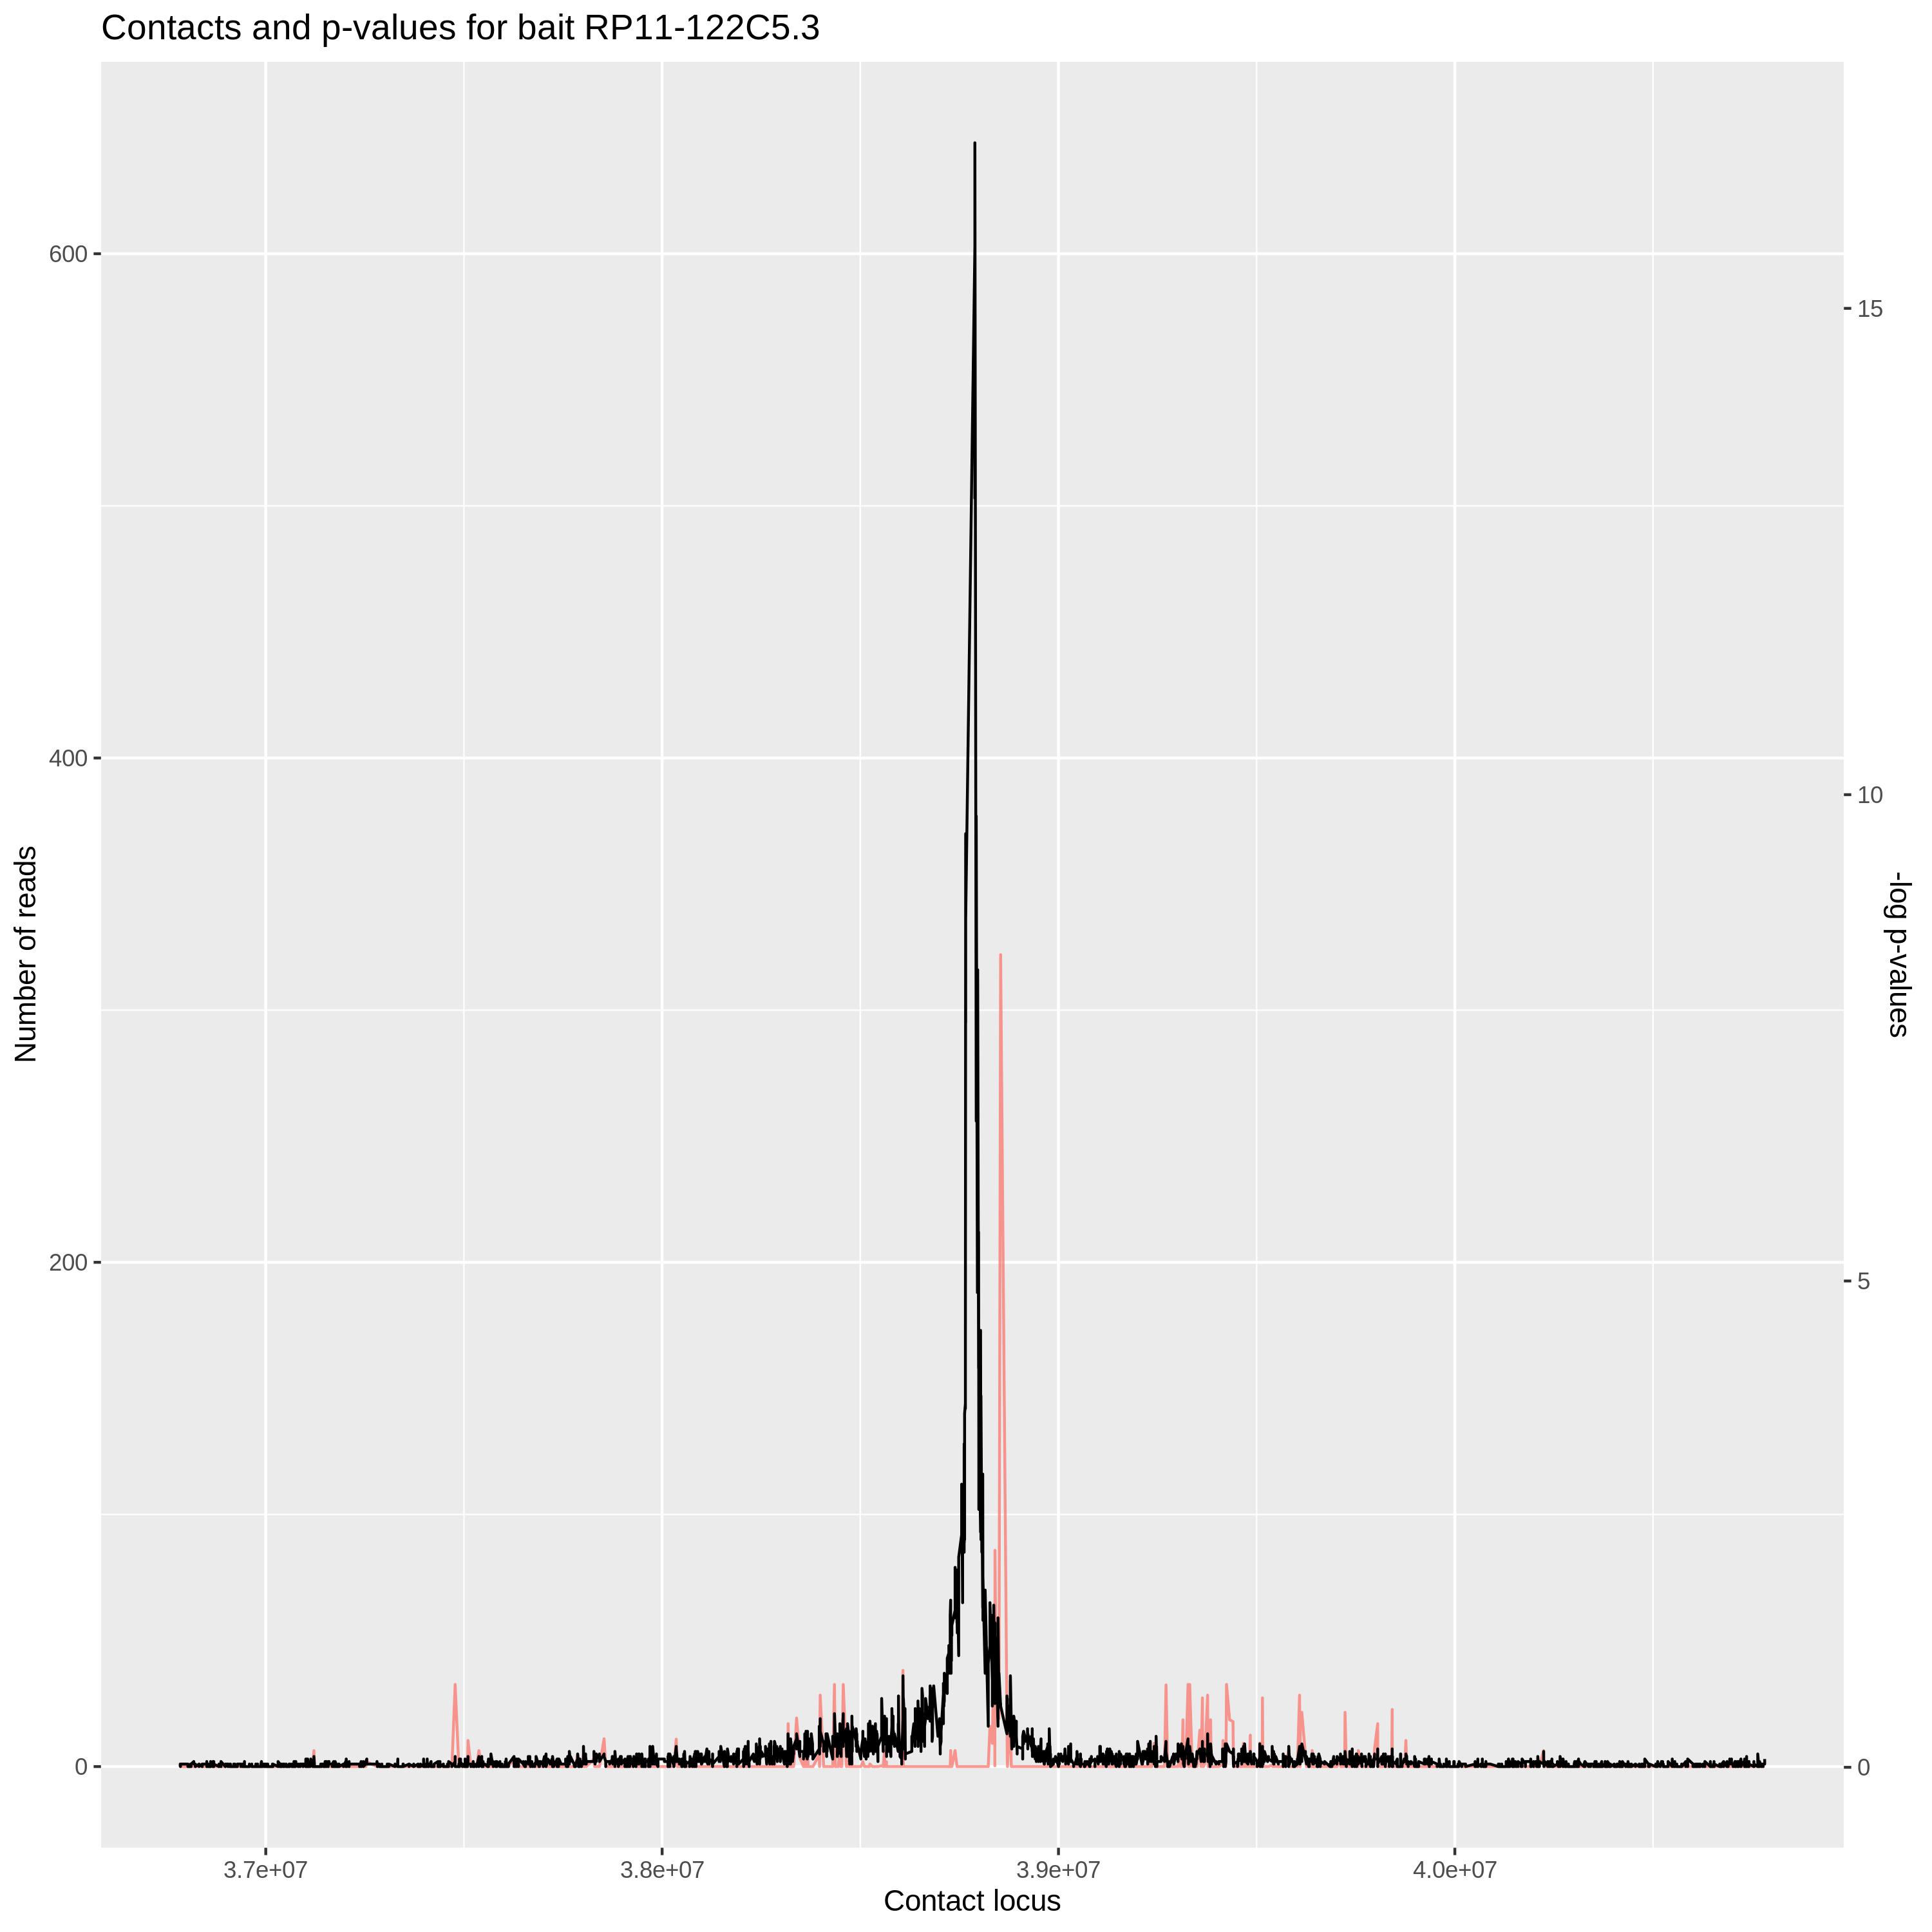 Contacts and p-values for bait RP11-122C5.3
600
400
200
0
Number of reads
15
10
5
0
-log p-values
3.7e+07
3.8e+07
3.9e+07
4.0e+07
Contact locus